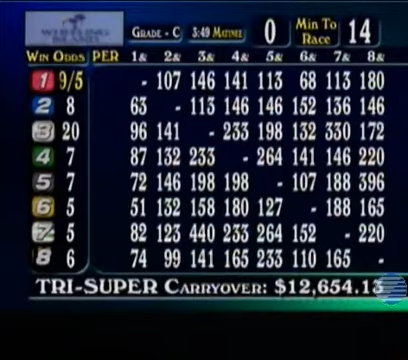 WHEELING ISLAND GRADE - C 3:49 MATINEE 0 MIN TO RACE 14
WIN ODDS PER 1& 2& 3& 4& 5& 6& 7& 8&
1 9/5 - 107 146 141 113 68 113 180
2 8 63 - 113 146 146 152 136 146
3 20 96 141 - 233 198 132 330 172
4 7 87 132 233 - 264 141 146 220
5 7 72 146 198 198 - 107 188 396
6 5 51 132 158 180 127 - 188 165
7 5 82 123 440 233 264 152 - 220
8 6 74 99 141 165 233 110 165 -
TRI-SUPER CARRYOVER: $12,654.13